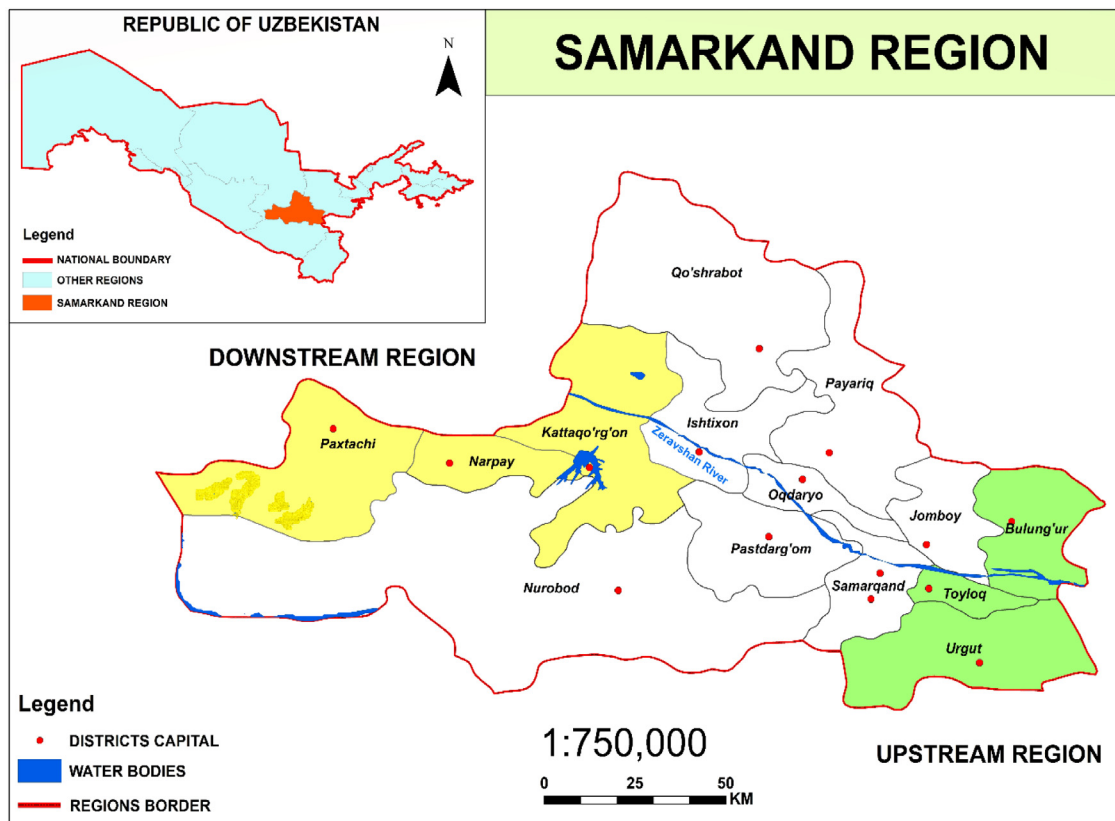 REPUBLIC OF UZBEKISTAN
N
Legend
NATIONAL BOUNDARY
OTHER REGIONS
SAMARKAND REGION
SAMARKAND REGION
DOWNSTREAM REGION
Qo'shrabot
Payariq
Ishtixon
Kattaqo'rg'on
Paxtachi
Narpay
Zeravshan River
Oqdaryo
Jomboy
Bulung'ur
Pastdarg'om
Nurobod
Samarqand
Toyloq
Urgut
Legend
DISTRICTS CAPITAL
WATER BODIES
REGIONS BORDER
1:750,000
0 25 50
KM
UPSTREAM REGION